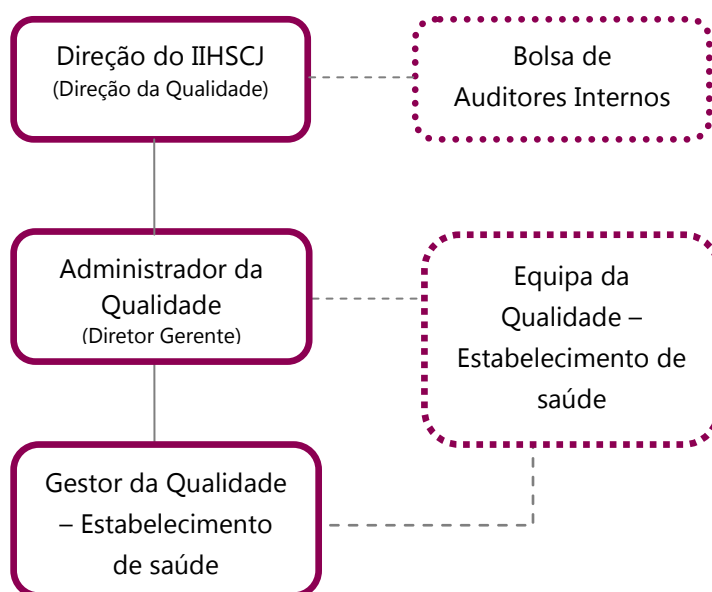 Direção do IIHSCJ
(Direção da Qualidade)
Bolsa de
Auditores Internos
Administrador da
Qualidade
(Diretor Gerente)
Equipa da
Qualidade –
Estabelecimento de
saúde
Gestor da Qualidade
– Estabelecimento
de saúde